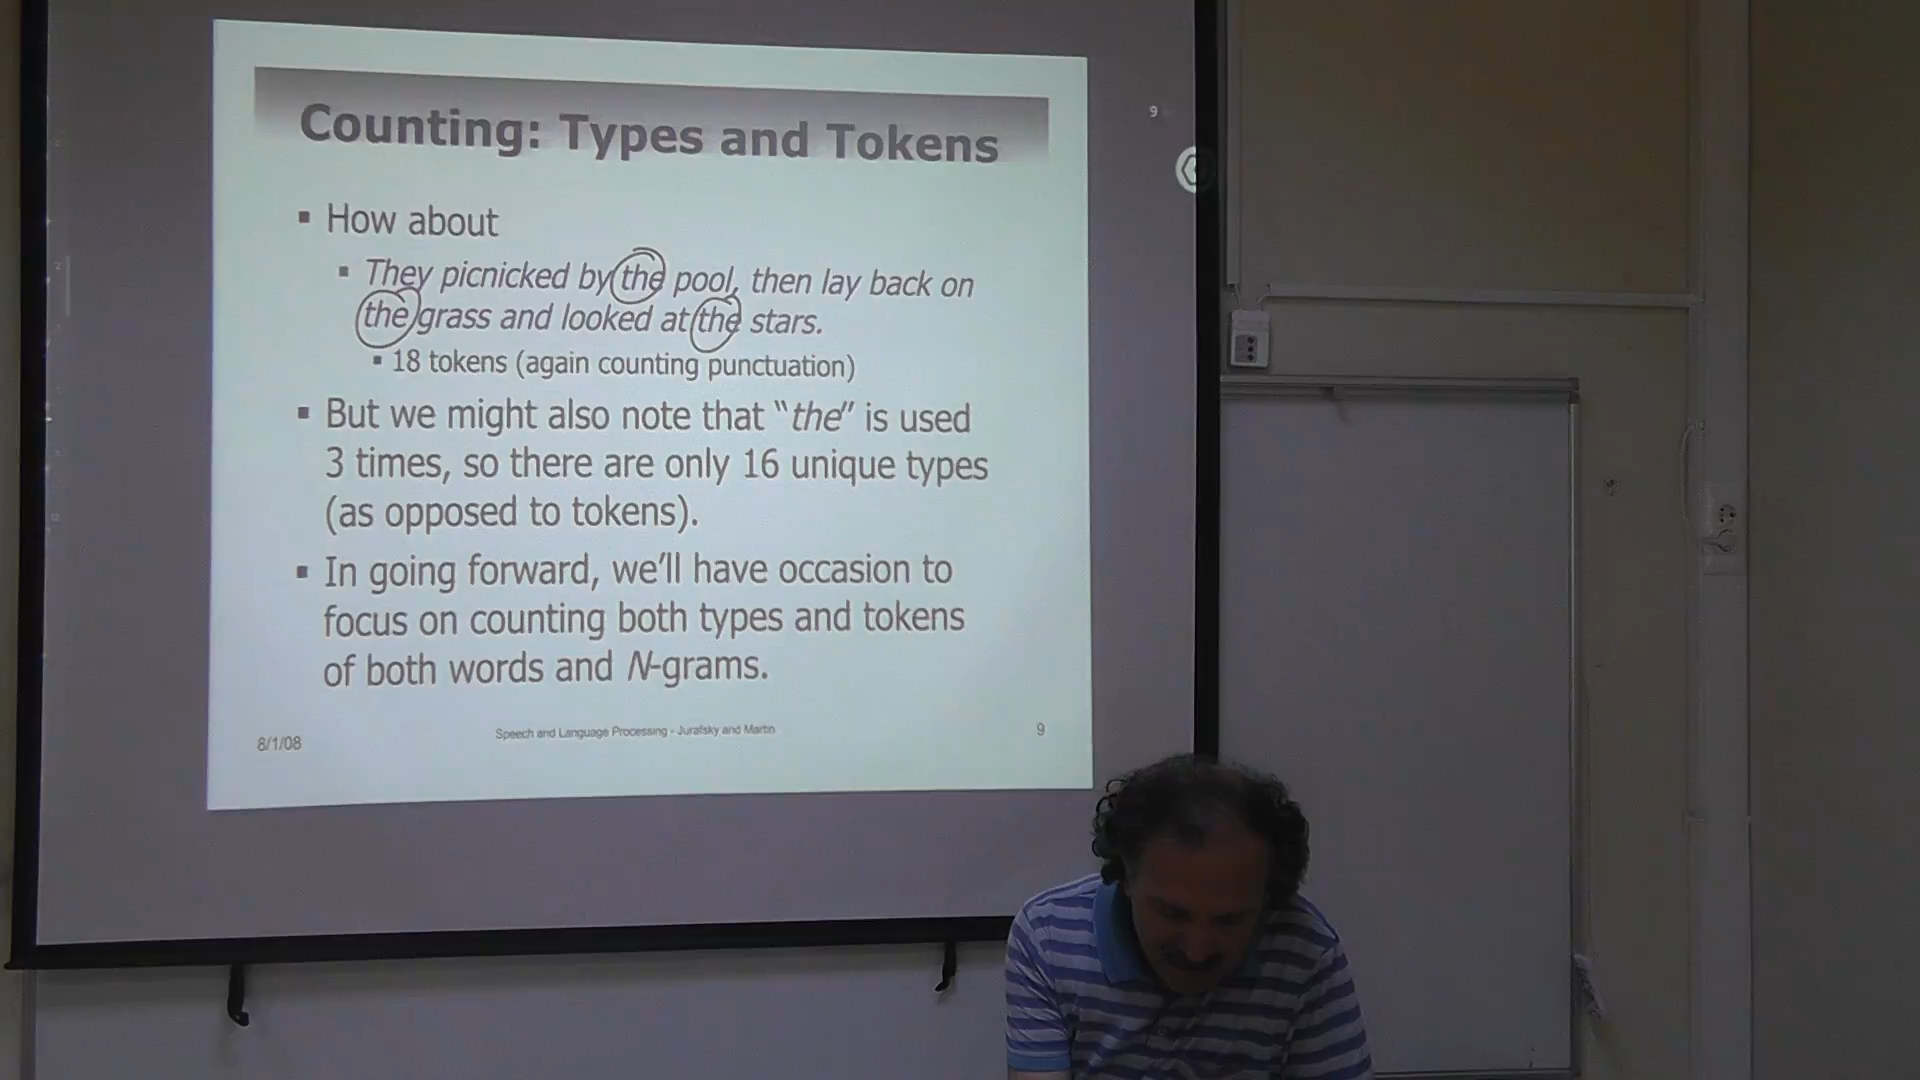 Counting: Types and Tokens
9
▪ How about
▪ They picnicked by the pool, then lay back on
the grass and looked at the stars.
▪ 18 tokens (again counting punctuation)
▪ But we might also note that “the” is used
3 times, so there are only 16 unique types
(as opposed to tokens).
▪ In going forward, we’ll have occasion to
focus on counting both types and tokens
of both words and N-grams.
8/1/08
Speech and Language Processing - Jurafsky and Martin
9